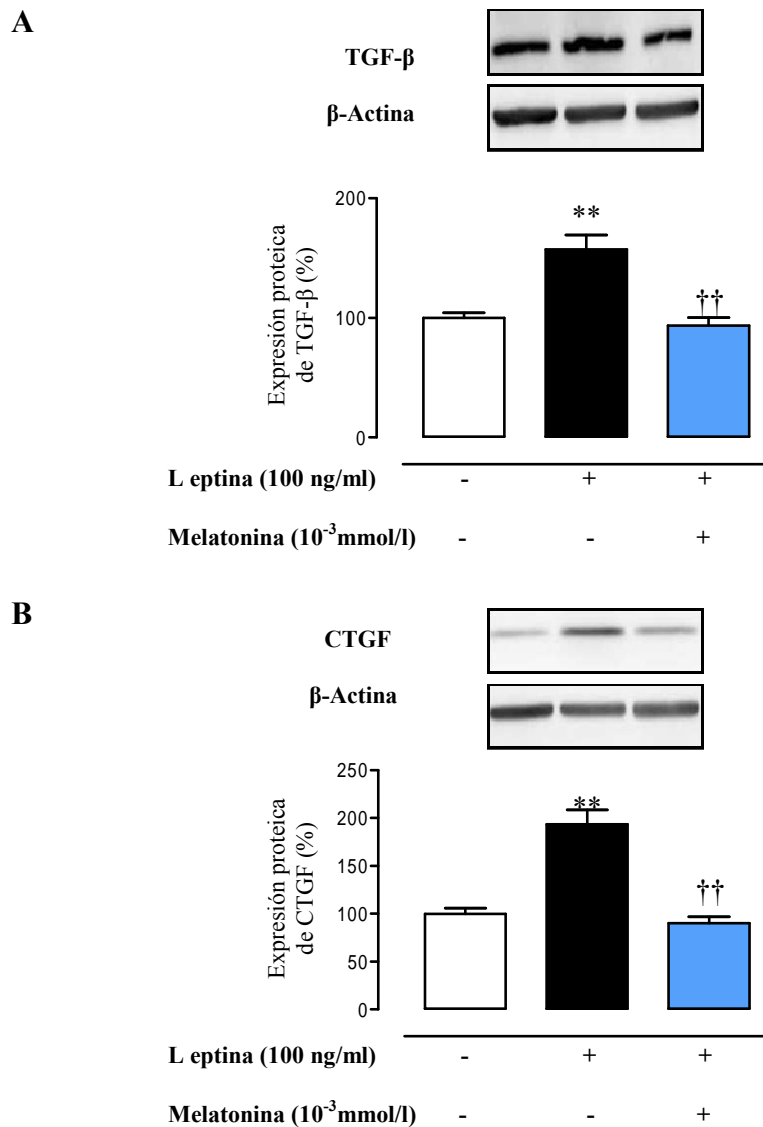 A
TGF-β
β-Actina
Expresión proteica
de TGF-β (%)
200
100
0
**
††
L eptina (100 ng/ml) - + +
Melatonina (10⁻³mmol/l) - - +
B
CTGF
β-Actina
Expresión proteica
de CTGF (%)
250
200
150
100
50
0
**
††
L eptina (100 ng/ml) - + +
Melatonina (10⁻³mmol/l) - - +